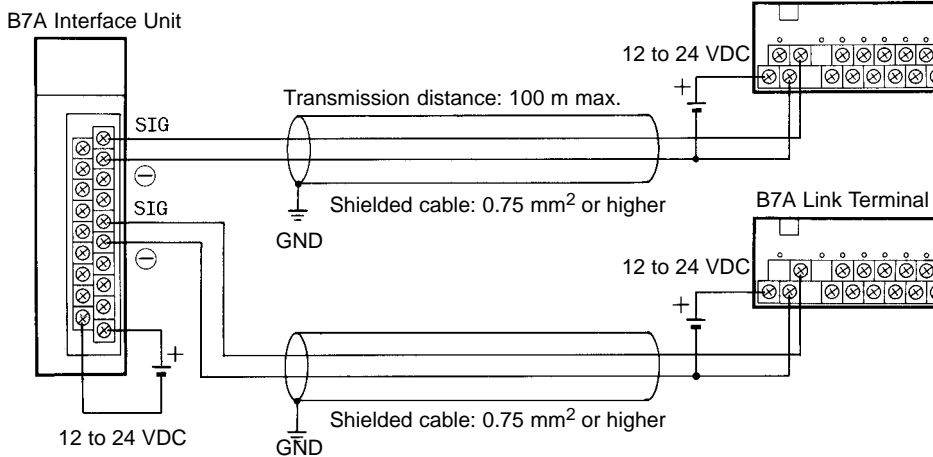 B7A Interface Unit
12 to 24 VDC
+
Transmission distance: 100 m max.
SIG
⊖
Shielded cable: 0.75 mm² or higher
GND
SIG
⊖
B7A Link Terminal
12 to 24 VDC
+
+
Shielded cable: 0.75 mm² or higher
GND
12 to 24 VDC